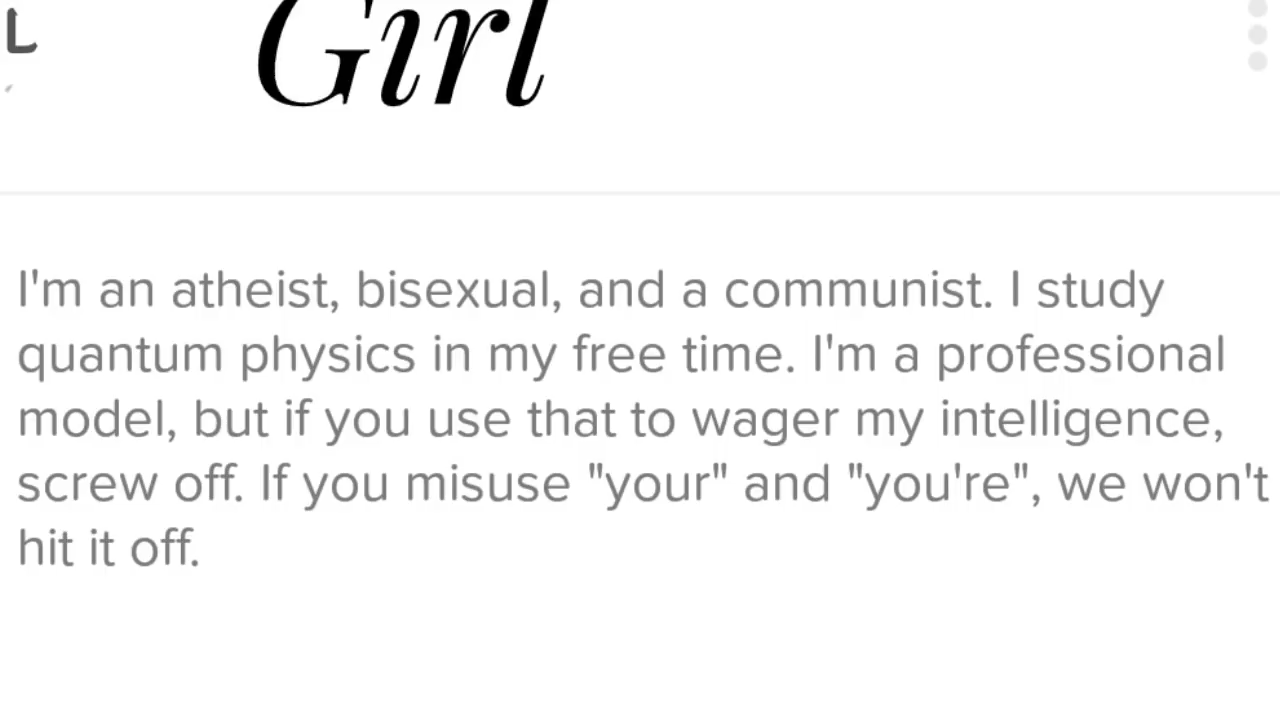 Girl
I'm an atheist, bisexual, and a communist. I study
quantum physics in my free time. I'm a professional
model, but if you use that to wager my intelligence,
screw off. If you misuse "your" and "you're", we won't
hit it off.